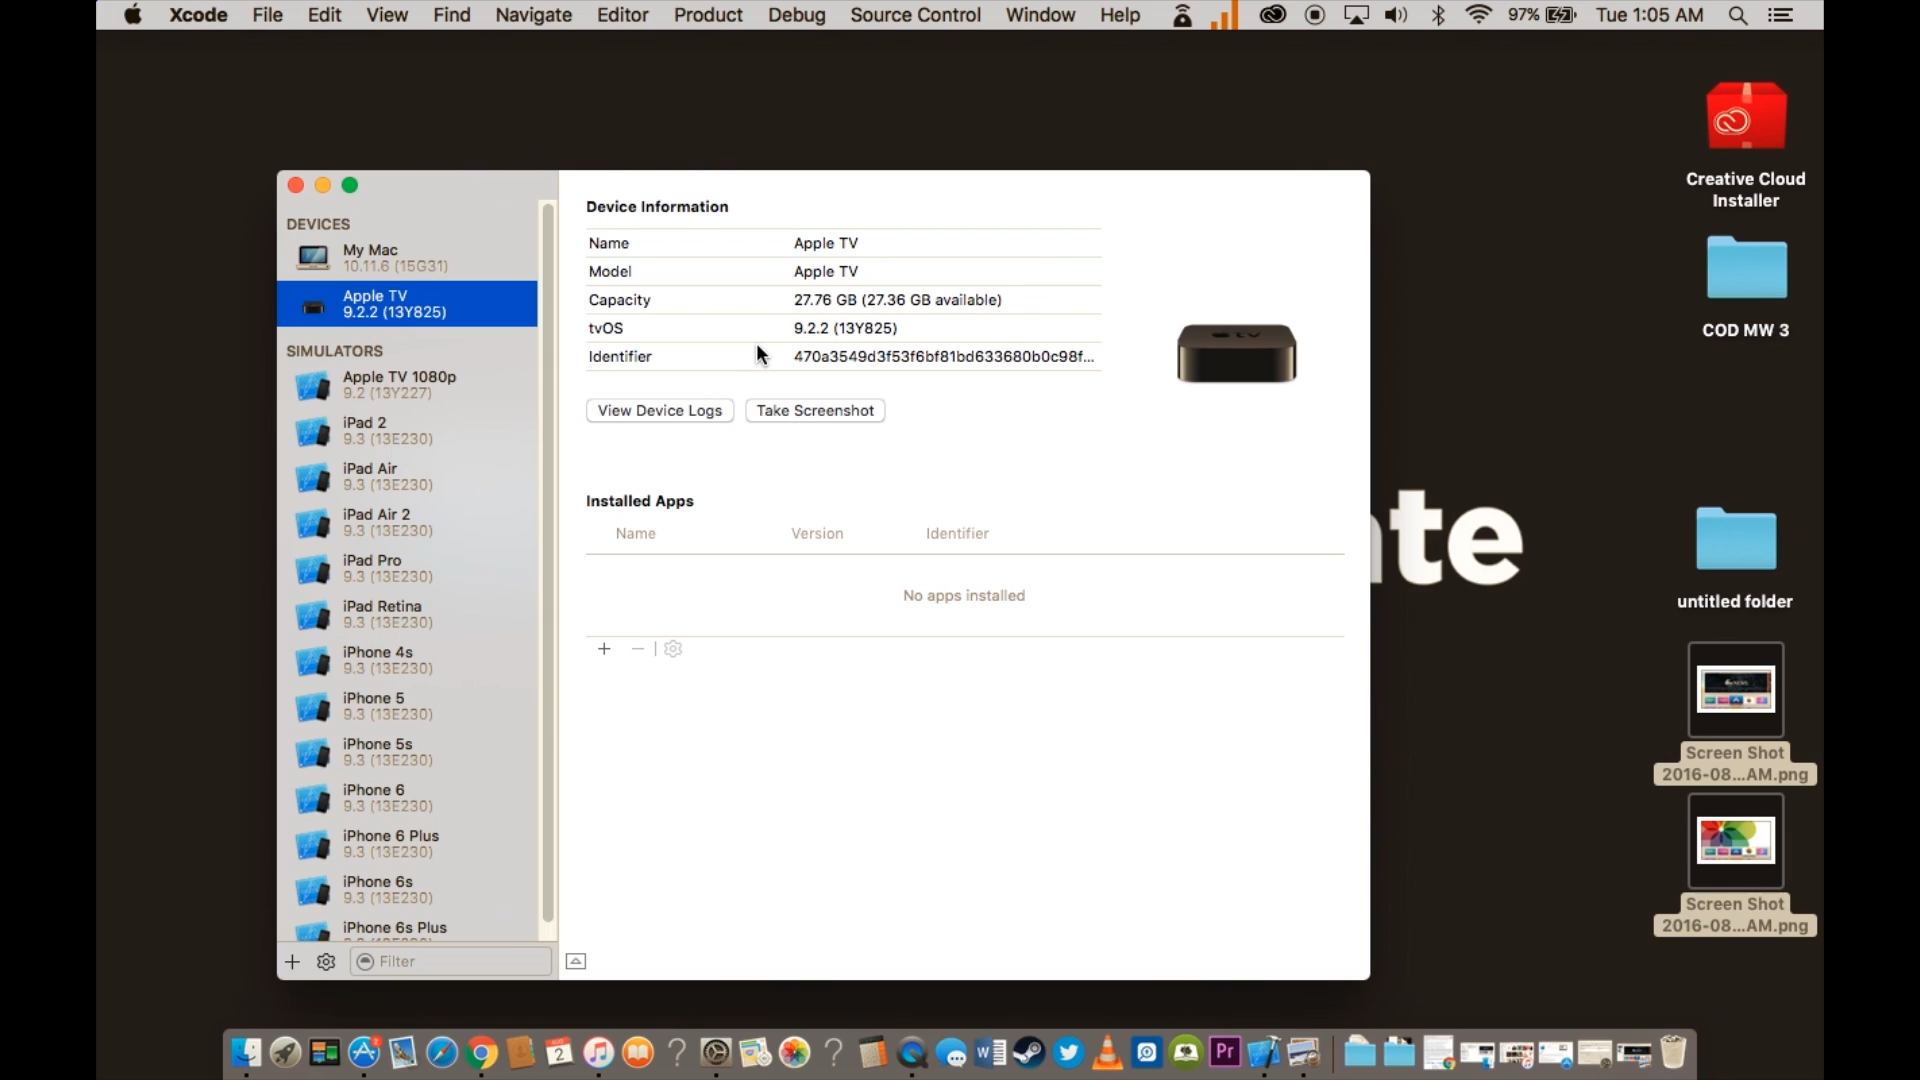 Xcode File Edit View Find Navigate Editor Product Debug Source Control Window Help 97% Tue 1:05 AM
Creative Cloud
Installer
COD MW 3
te
untitled folder
Screen Shot
2016-08...AM.png
Screen Shot
2016-08...AM.png
DEVICES
My Mac
10.11.6 (15G31)
Apple TV
9.2.2 (13Y825)
SIMULATORS
Apple TV 1080p
9.2 (13Y227)
iPad 2
9.3 (13E230)
iPad Air
9.3 (13E230)
iPad Air 2
9.3 (13E230)
iPad Pro
9.3 (13E230)
iPad Retina
9.3 (13E230)
iPhone 4s
9.3 (13E230)
iPhone 5
9.3 (13E230)
iPhone 5s
9.3 (13E230)
iPhone 6
9.3 (13E230)
iPhone 6 Plus
9.3 (13E230)
iPhone 6s
9.3 (13E230)
iPhone 6s Plus
Filter
Device Information
Name Apple TV
Model Apple TV
Capacity 27.76 GB (27.36 GB available)
tvOS 9.2.2 (13Y825)
Identifier 470a3549d3f53f6bf81bd633680b0c98f...
View Device Logs Take Screenshot
Installed Apps
Name Version Identifier
No apps installed
2 Pr